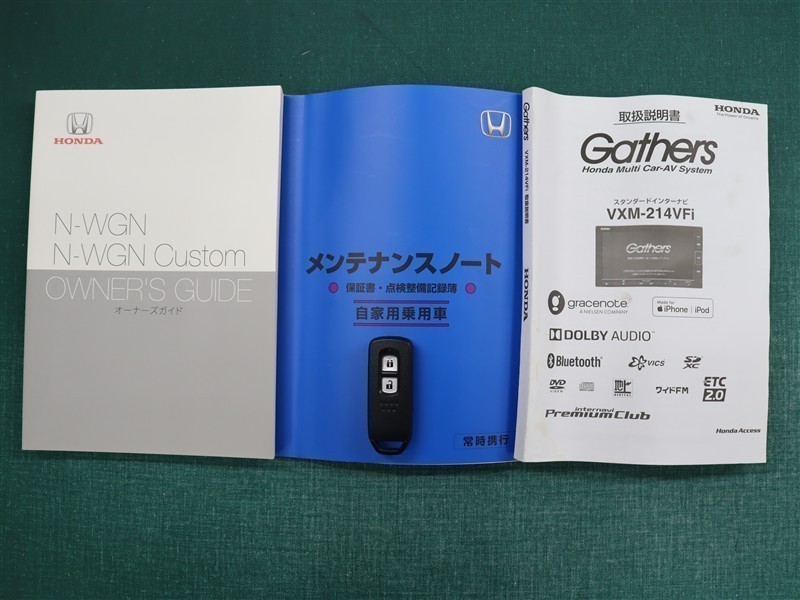 HONDA
N-WGN
N-WGN Custom
OWNER'S GUIDE
オーナーズガイド
メンテナンスノート
保証書・点検整備記録簿
自家用乗用車
常時携行
Gathers
VXM-214VFi 取扱説明書
HONDA
取扱説明書
HONDA
The Power of Dreams
Gathers
Honda Multi Car-AV System
スタンダードインターナビ
VXM-214VFi
Gathers
gracenote
A NIELSEN COMPANY
Made for
iPhone | iPod
DOLBY AUDIO
Bluetooth
VICS
SD
XC
DVD
VIDEO
地上
DIGITAL
ワイドFM
ETC
2.0
internavi
Premium Club
Honda Access